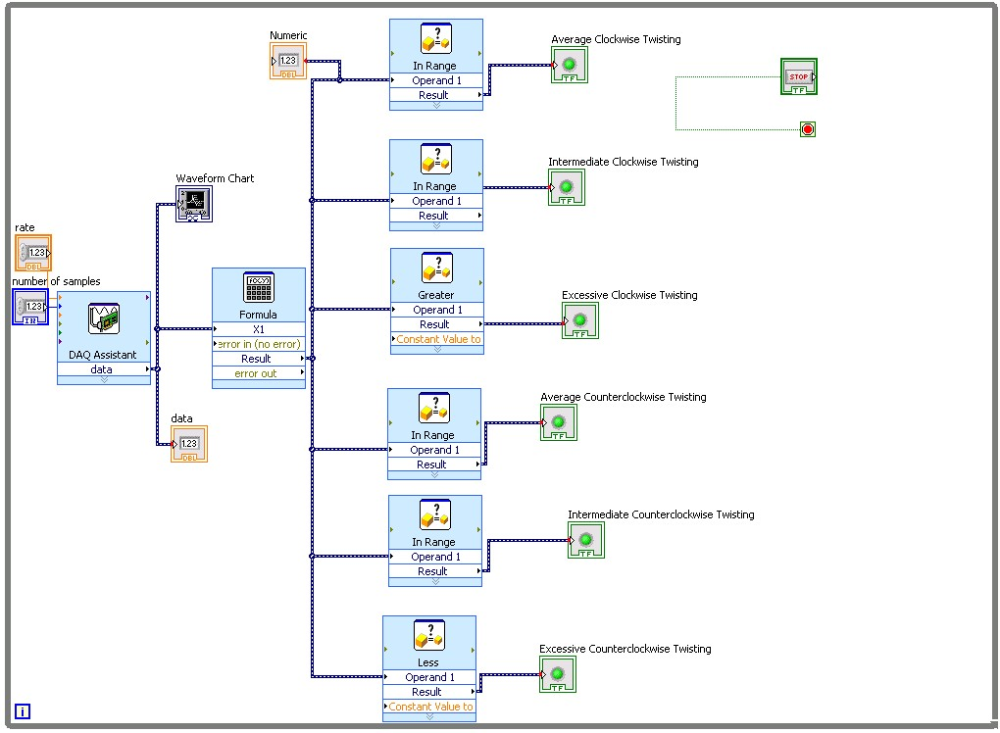 Numeric
1.23
DBL
In Range
Operand 1
Result
Average Clockwise Twisting
TF
STOP
TF
In Range
Operand 1
Result
Intermediate Clockwise Twisting
TF
Waveform Chart
rate
1.23
DBL
number of samples
1.23
I32
DAQ Assistant
data
Formula
X1
error in (no error)
Result
error out
Greater
Operand 1
Result
Constant Value to
Excessive Clockwise Twisting
TF
data
1.23
DBL
In Range
Operand 1
Result
Average Counterclockwise Twisting
TF
In Range
Operand 1
Result
Intermediate Counterclockwise Twisting
TF
Less
Operand 1
Result
Constant Value to
Excessive Counterclockwise Twisting
TF
i